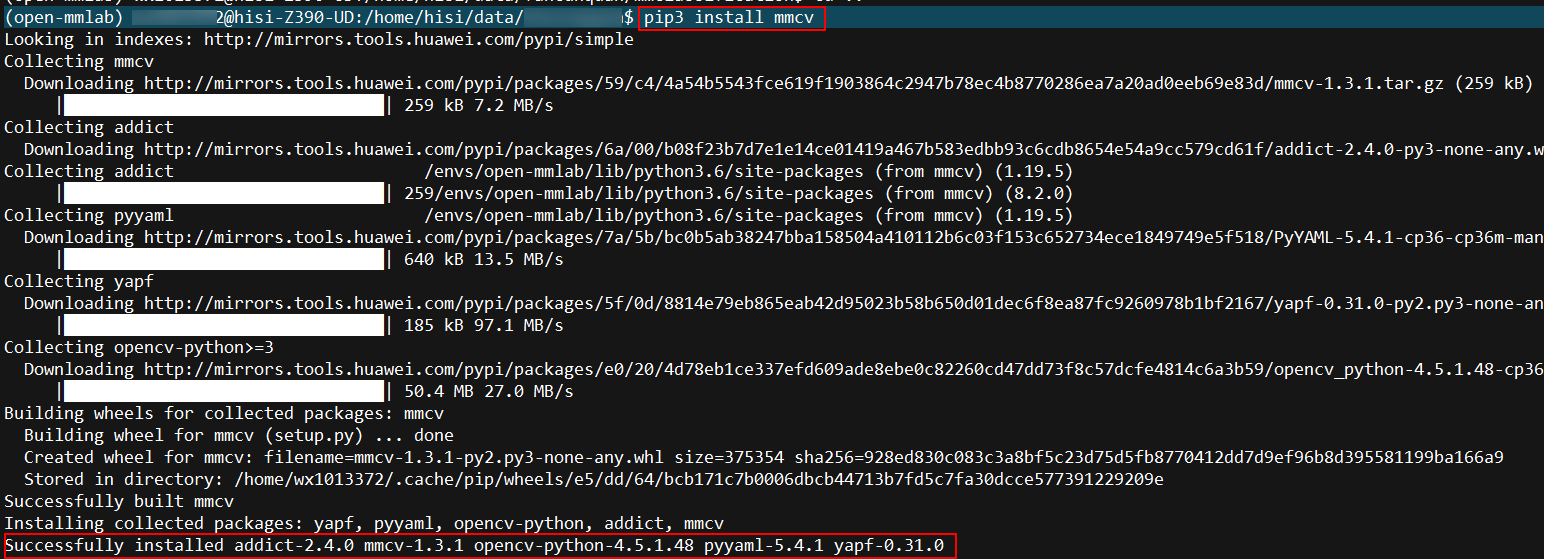 (open-mmlab) 2@hisi-Z390-UD:/home/hisi/data/ $ pip3 install mmcv
Looking in indexes: http://mirrors.tools.huawei.com/pypi/simple
Collecting mmcv
Downloading http://mirrors.tools.huawei.com/pypi/packages/59/c4/4a54b5543fce619f1903864c2947b78ec4b8770286ea7a20ad0eeb69e83d/mmcv-1.3.1.tar.gz (259 kB)
| | 259 kB 7.2 MB/s
Collecting addict
Downloading http://mirrors.tools.huawei.com/pypi/packages/6a/00/b08f23b7d7e1e14ce01419a467b583edbb93c6cdb8654e54a9cc579cd61f/addict-2.4.0-py3-none-any.w
Collecting addict /envs/open-mmlab/lib/python3.6/site-packages (from mmcv) (1.19.5)
| | 259/envs/open-mmlab/lib/python3.6/site-packages (from mmcv) (8.2.0)
Collecting pyyaml /envs/open-mmlab/lib/python3.6/site-packages (from mmcv) (1.19.5)
Downloading http://mirrors.tools.huawei.com/pypi/packages/7a/5b/bc0b5ab38247bba158504a410112b6c03f153c652734ece1849749e5f518/PyYAML-5.4.1-cp36-cp36m-man
| | 640 kB 13.5 MB/s
Collecting yapf
Downloading http://mirrors.tools.huawei.com/pypi/packages/5f/0d/8814e79eb865eab42d95023b58b650d01dec6f8ea87fc9260978b1bf2167/yapf-0.31.0-py2.py3-none-an
| | 185 kB 97.1 MB/s
Collecting opencv-python>=3
Downloading http://mirrors.tools.huawei.com/pypi/packages/e0/20/4d78eb1ce337efd609ade8ebe0c82260cd47dd73f8c57dcfe4814c6a3b59/opencv_python-4.5.1.48-cp36
| | 50.4 MB 27.0 MB/s
Building wheels for collected packages: mmcv
Building wheel for mmcv (setup.py) ... done
Created wheel for mmcv: filename=mmcv-1.3.1-py2.py3-none-any.whl size=375354 sha256=928ed830c083c3a8bf5c23d75d5fb8770412dd7d9ef96b8d395581199ba166a9
Stored in directory: /home/wx1013372/.cache/pip/wheels/e5/dd/64/bcb171c7b0006dbcb44713b7fd5c7fa30dcce577391229209e
Successfully built mmcv
Installing collected packages: yapf, pyyaml, opencv-python, addict, mmcv
Successfully installed addict-2.4.0 mmcv-1.3.1 opencv-python-4.5.1.48 pyyaml-5.4.1 yapf-0.31.0